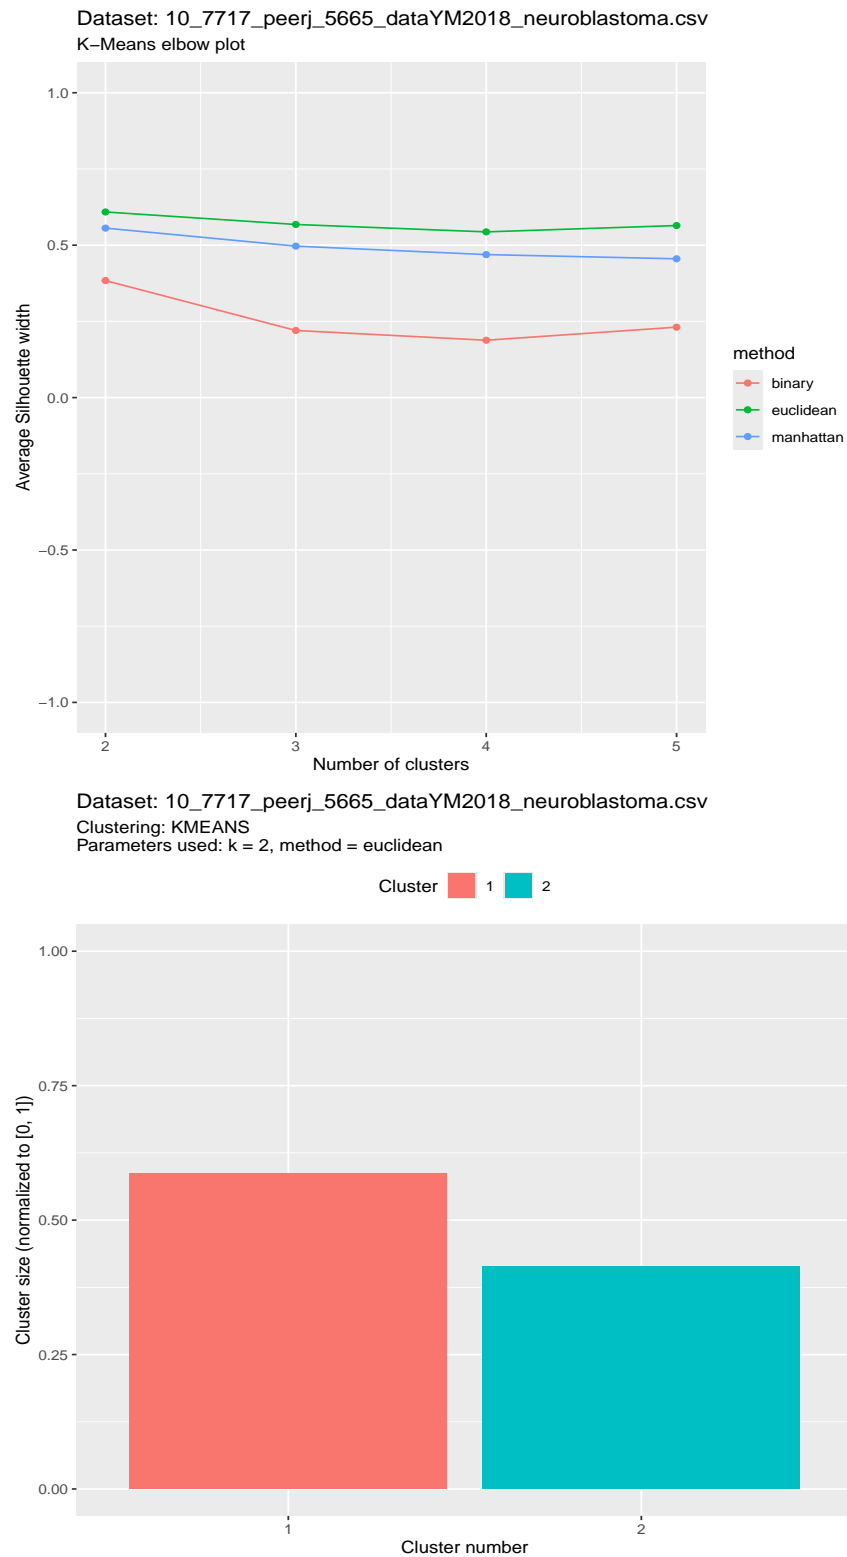 Dataset: 10_7717_peerj_5665_dataYM2018_neuroblastoma.csv
K−Means elbow plot
1.0
0.5
0.0
−0.5
−1.0
Average Silhouette width
2 3 4 5
Number of clusters
method
binary
euclidean
manhattan
Dataset: 10_7717_peerj_5665_dataYM2018_neuroblastoma.csv
Clustering: KMEANS
Parameters used: k = 2, method = euclidean
Cluster 1 2
1.00
0.75
0.50
0.25
0.00
Cluster size (normalized to [0, 1])
1 2
Cluster number